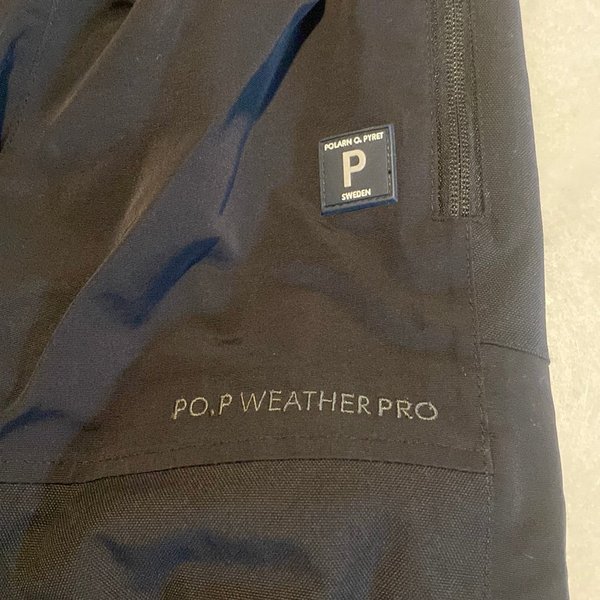 POLARN O. PYRET
P
SWEDEN
PO.P WEATHER PRO